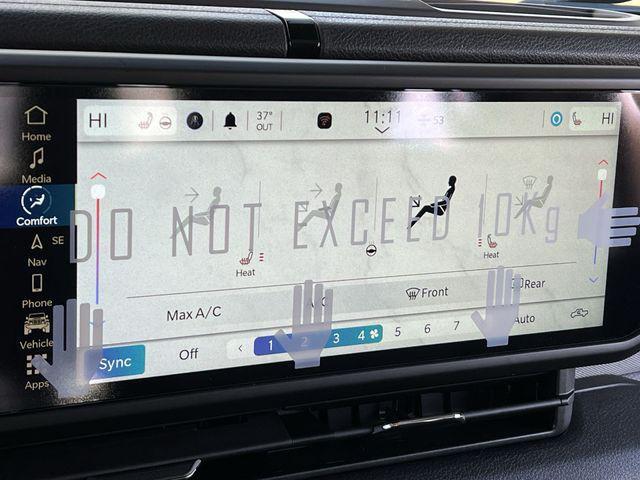 HI 37° OUT 11:11 53 HI
Home
Media
Comfort
Nav SE
Phone
Vehicle
Apps
DO NOT EXCEED 10Kg
Heat Heat
Max A/C A/C Front Rear
Sync Off < 1 2 3 4 5 6 7 Auto